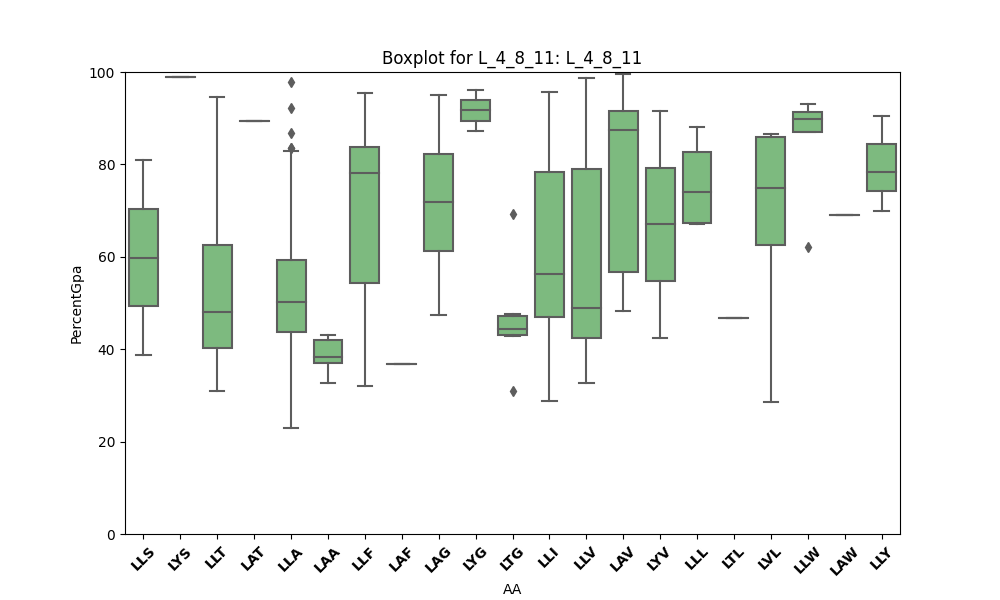 Boxplot for L_4_8_11: L_4_8_11
100
80
60
40
20
0
PercentGpa
LLS LYS LLT LAT LLA LAA LLF LAF LAG LYG LTG LLI LLV LAV LYV LLL LTL LVL LLW LAW LLY
AA